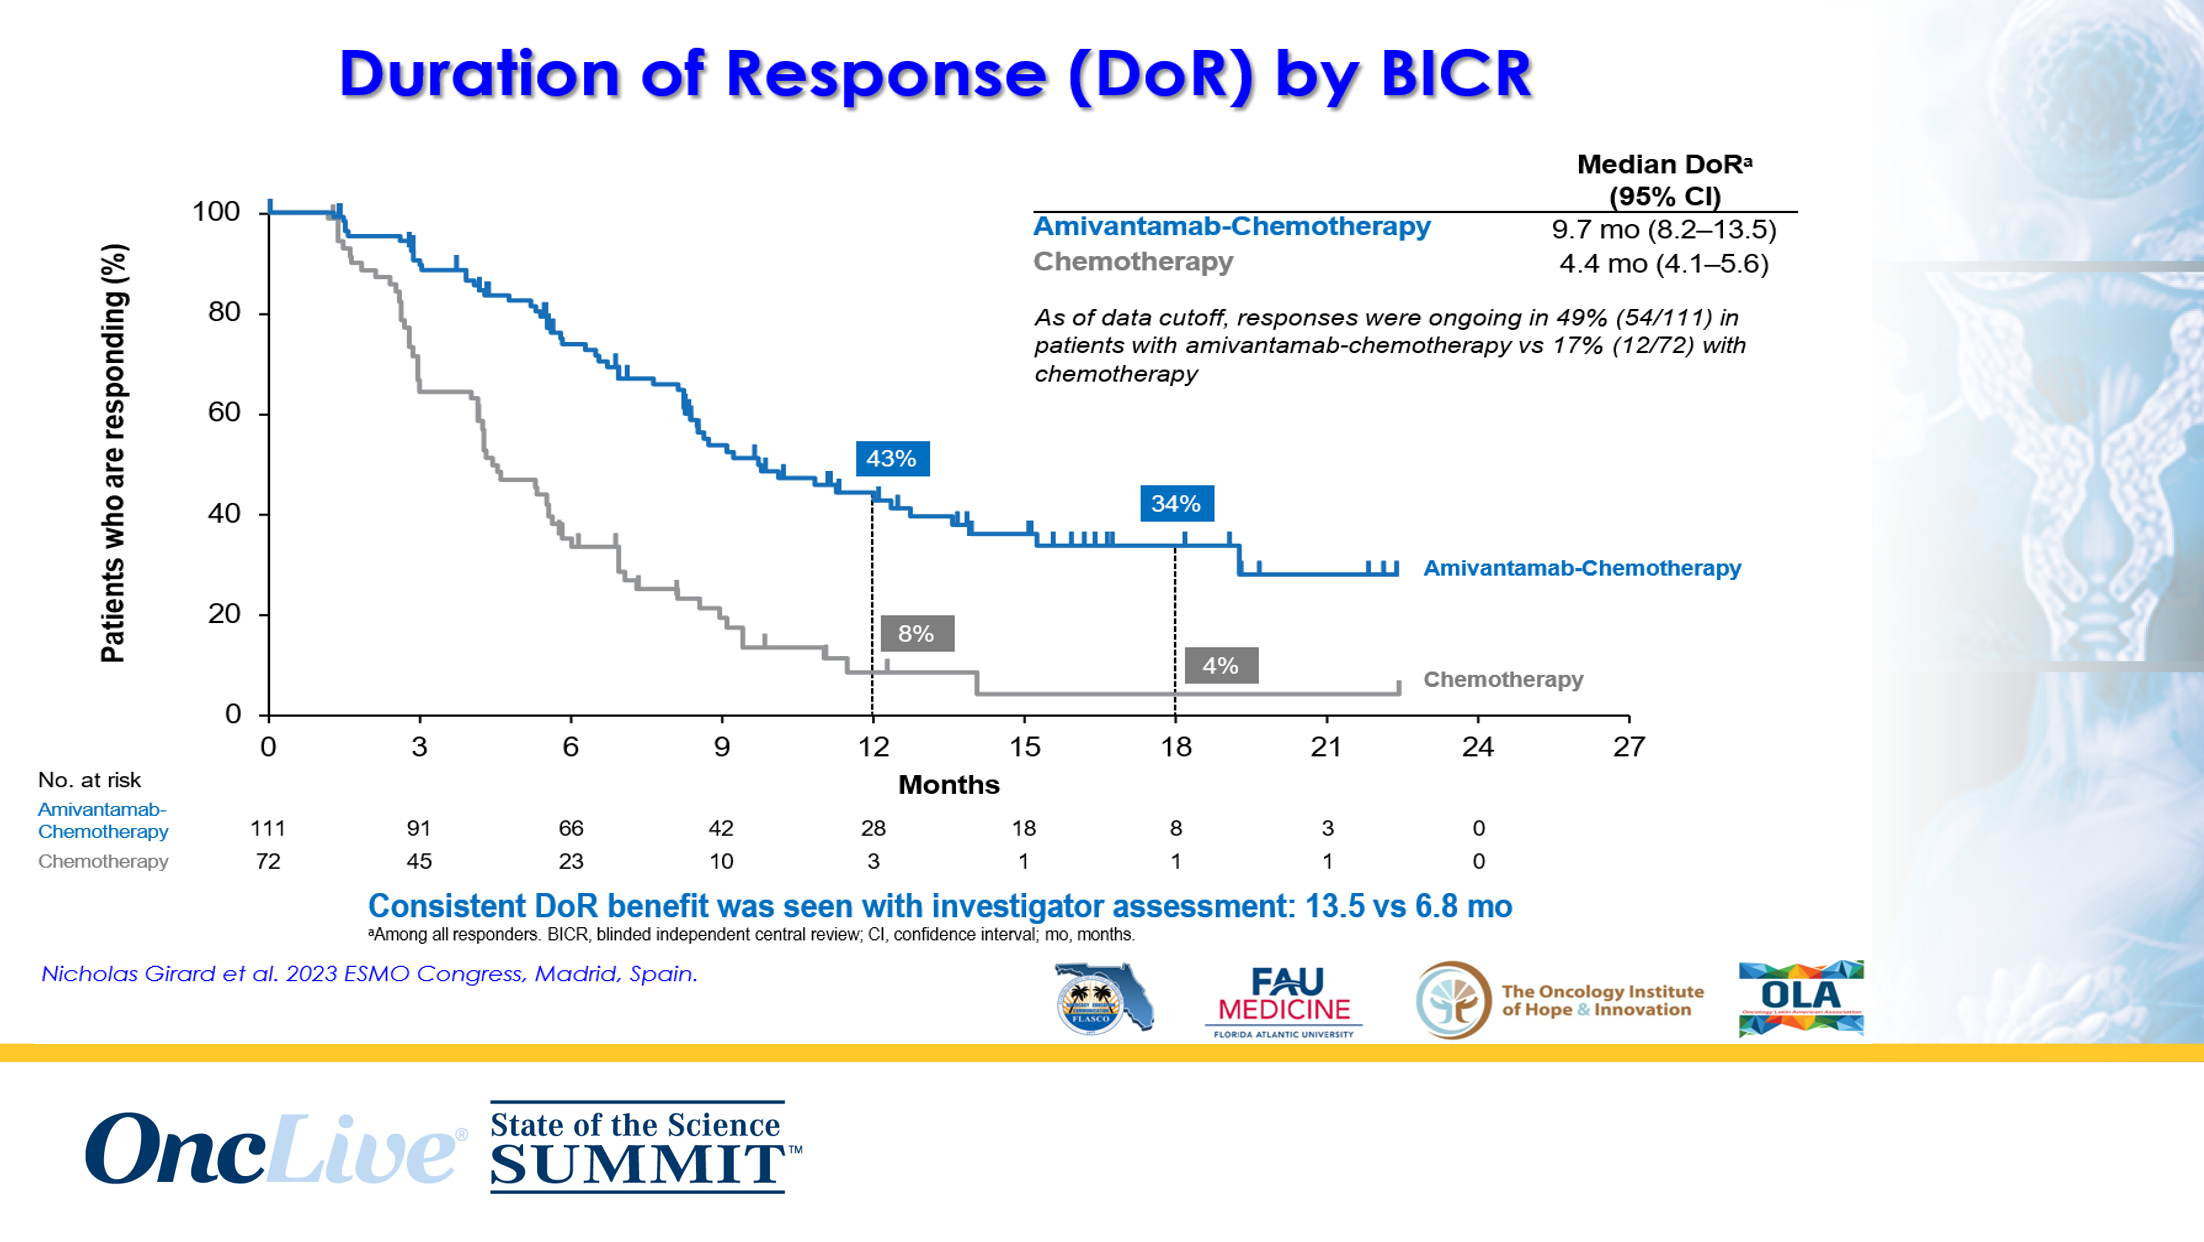 Duration of Response (DoR) by BICR
Median DoRᵃ
(95% CI)
Amivantamab-Chemotherapy 9.7 mo (8.2–13.5)
Chemotherapy 4.4 mo (4.1–5.6)
As of data cutoff, responses were ongoing in 49% (54/111) in
patients with amivantamab-chemotherapy vs 17% (12/72) with
chemotherapy
Patients who are responding (%)
100
80
60
40
20
0
43%
34%
8%
4%
Amivantamab-Chemotherapy
Chemotherapy
0 3 6 9 12 15 18 21 24 27
Months
No. at risk
Amivantamab-
Chemotherapy 111 91 66 42 28 18 8 3 0
Chemotherapy 72 45 23 10 3 1 1 1 0
Consistent DoR benefit was seen with investigator assessment: 13.5 vs 6.8 mo
ᵃAmong all responders. BICR, blinded independent central review; CI, confidence interval; mo, months.
Nicholas Girard et al. 2023 ESMO Congress, Madrid, Spain.
FLASCO
FAU
MEDICINE
FLORIDA ATLANTIC UNIVERSITY
The Oncology Institute
of Hope & Innovation
OLA
Oncology Latin American Association
OncLive®
State of the Science
SUMMIT™